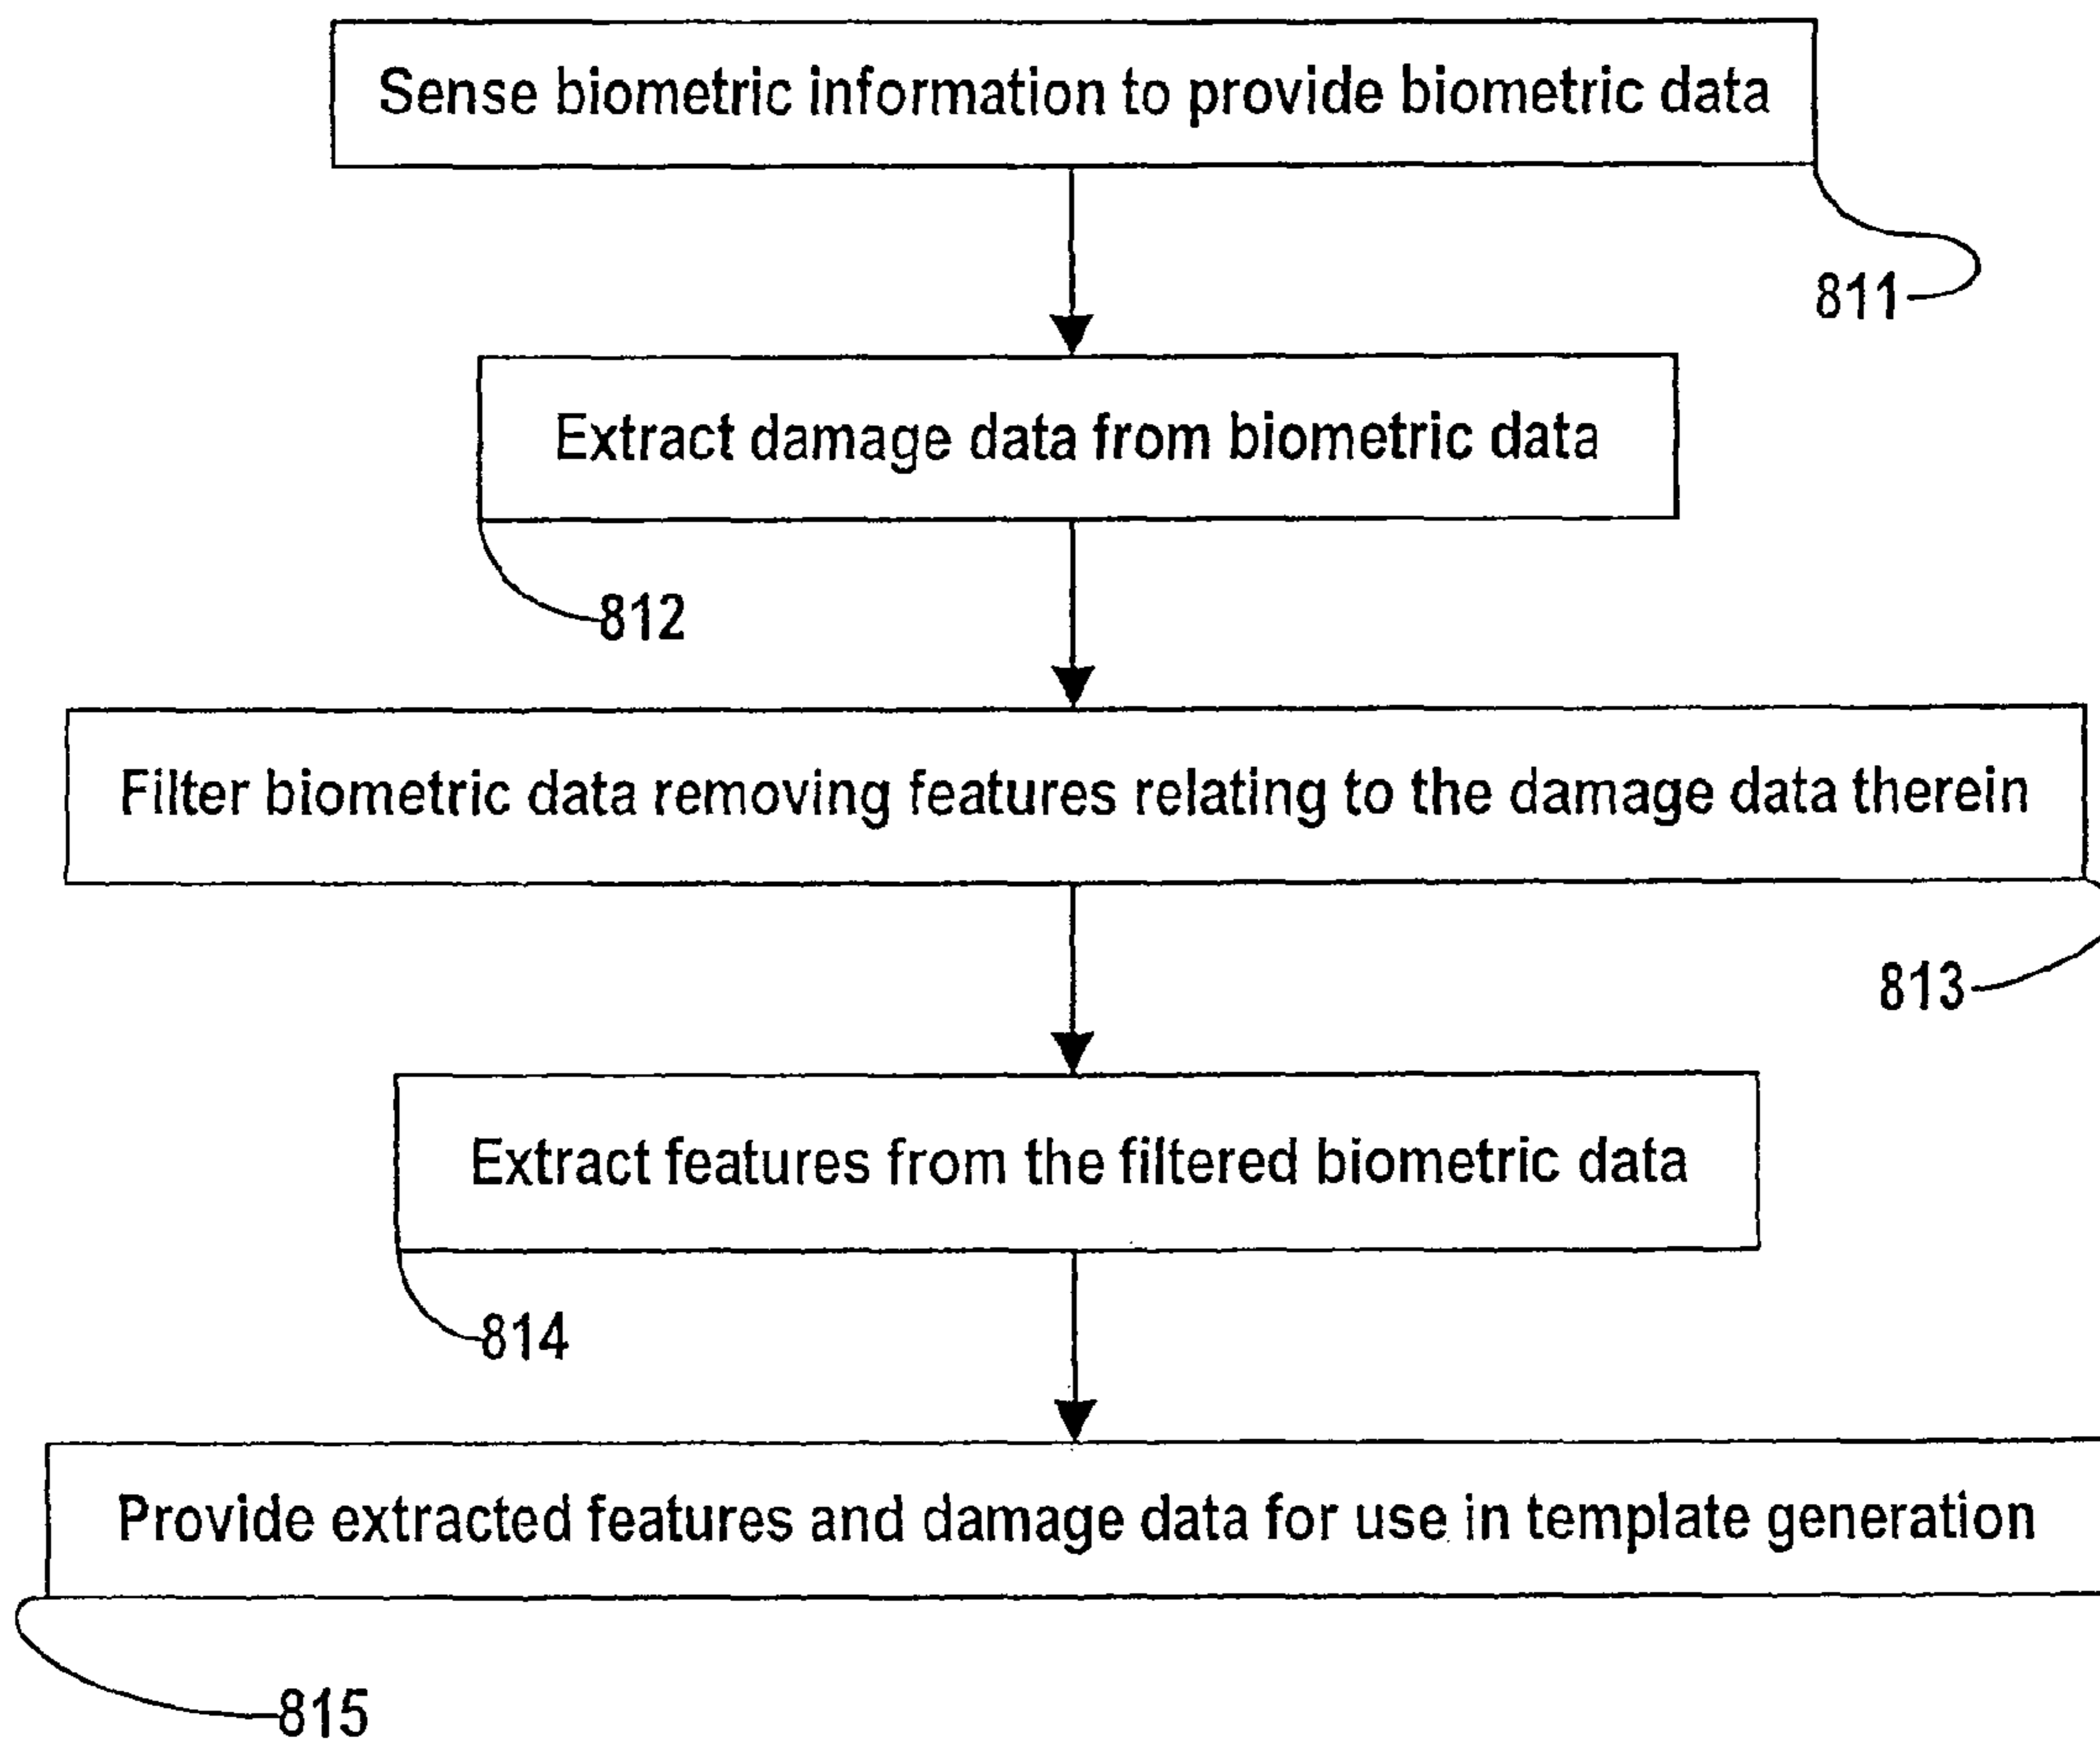 Sense biometric information to provide biometric data
811
Extract damage data from biometric data
812
Filter biometric data removing features relating to the damage data therein
813
Extract features from the filtered biometric data
814
Provide extracted features and damage data for use in template generation
815